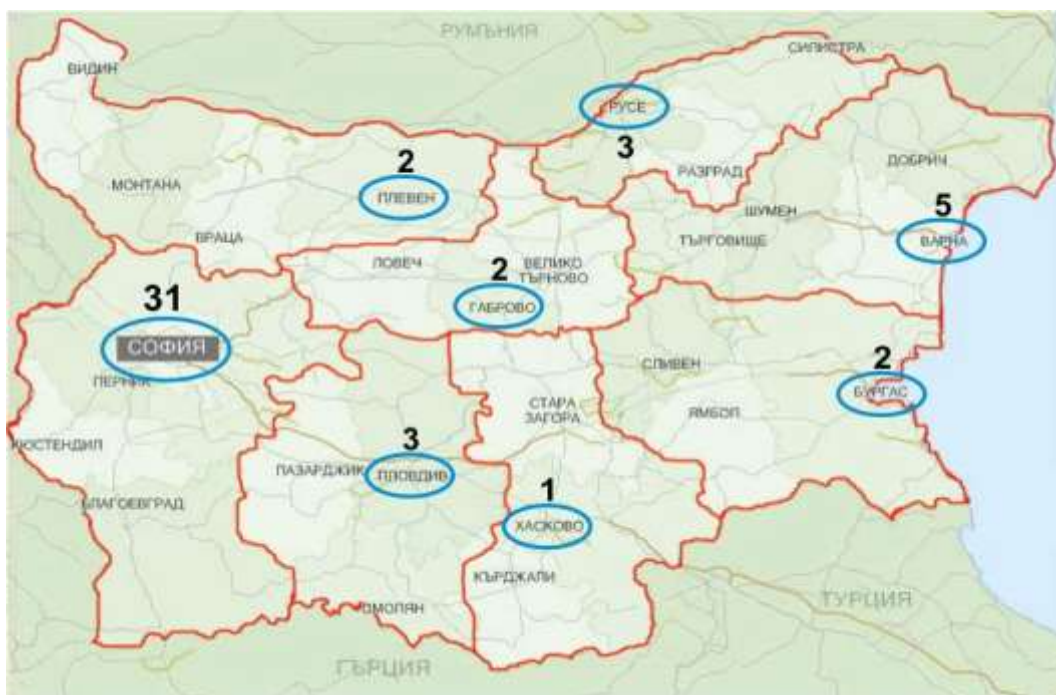 РУМЪНИЯ
СИЛИСТРА
ВИДИН
РУСЕ
3
2
МОНТАНА
ПЛЕВЕН
РАЗГРАД
ДОБРИЧ
ШУМЕН
5
ВРАЦА
ТЪРГОВИЩЕ
ВАРНА
ЛОВЕЧ
2
ВЕЛИКО
ТЪРНОВО
31
ГАБРОВО
СОФИЯ
СЛИВЕН
2
ПЕРНИК
БУРГАС
СТАРА
ЗАГОРА
ЯМБОЛ
КЮСТЕНДИЛ
3
ПАЗАРДЖИК
ПЛОВДИВ
1
БЛАГОЕВГРАД
ХАСКОВО
КЪРДЖАЛИ
СМОЛЯН
ТУРЦИЯ
ГЪРЦИЯ